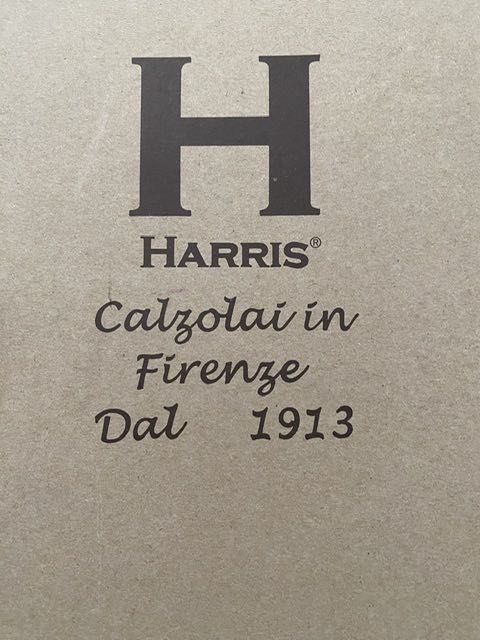 H
HARRIS®
Calzolai in
Firenze
Dal 1913